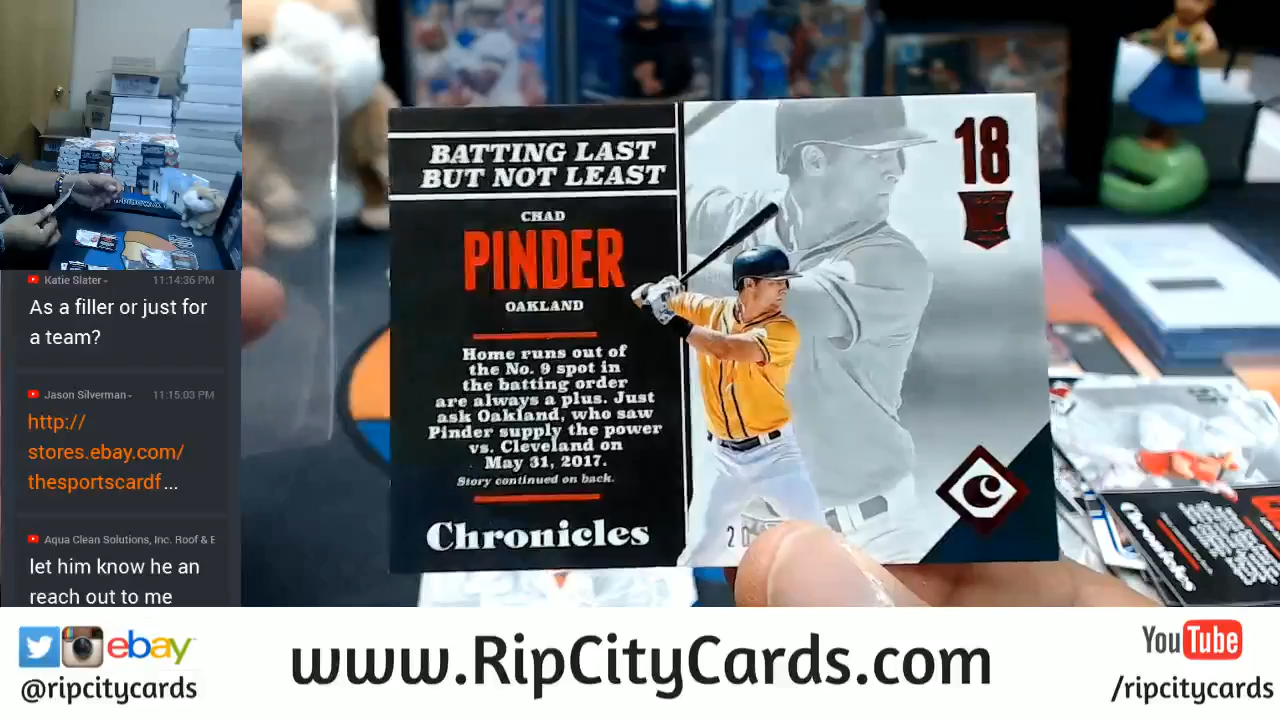 Katie Slater
11:14:36 PM
As a filler or just for
a team?
Jason Silverman
11:15:03 PM
http://
stores.ebay.com/
thesportscardf...
Aqua Clean Solutions, Inc. Roof & E
let him know he an
reach out to me
BATTING LAST
BUT NOT LEAST
CHAD
PINDER
OAKLAND
Home runs out of
the No. 9 spot in
the batting order
are always a plus. Just
ask Oakland, who saw
Pinder supply the power
vs. Cleveland on
May 31, 2017.
Story continued on back.
Chronicles
18
RC
C
Chronicles
ebay
@ripcitycards
www.RipCityCards.com
YouTube
/ripcitycards